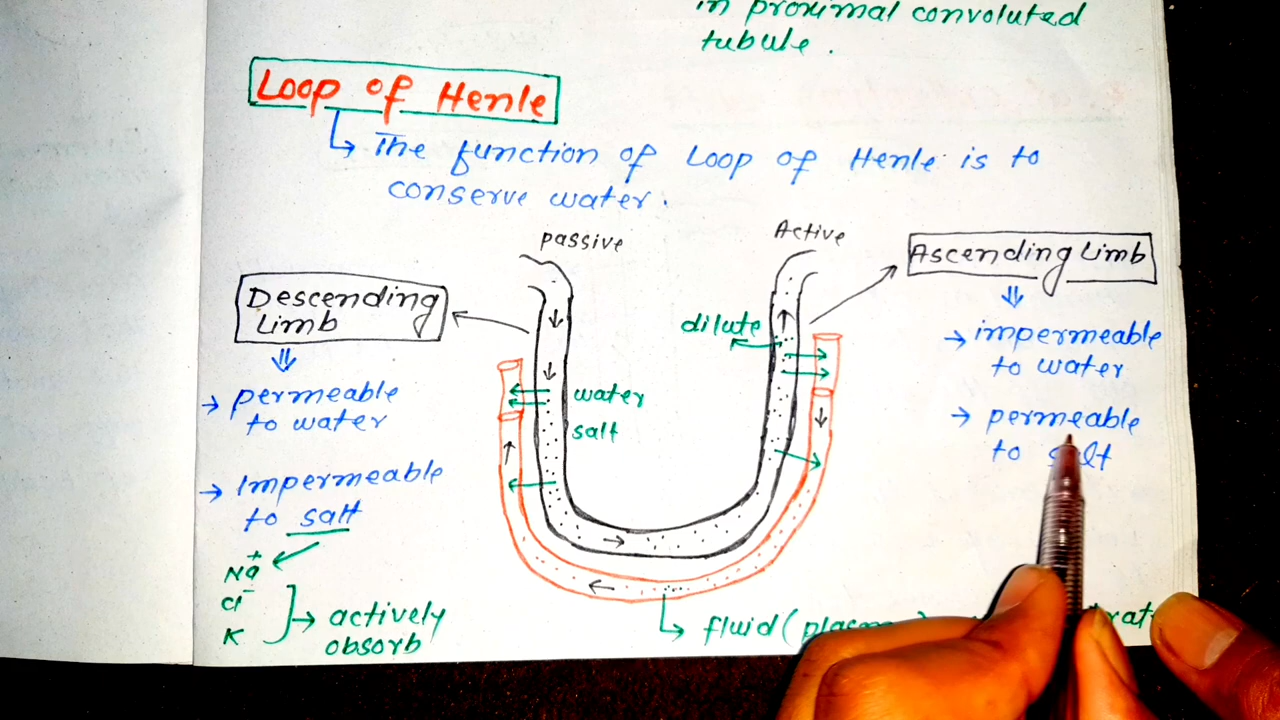 in proximal convoluted
tubule.
Loop of Henle
The function of Loop of Henle is to
conserve water.
passive
Active
Descending
Limb
Ascending Limb
permeable
to water
Impermeable
to salt
Na+
Cl-
K
actively
absorb
water
salt
dilute
impermeable
to water
permeable
to salt
fluid (